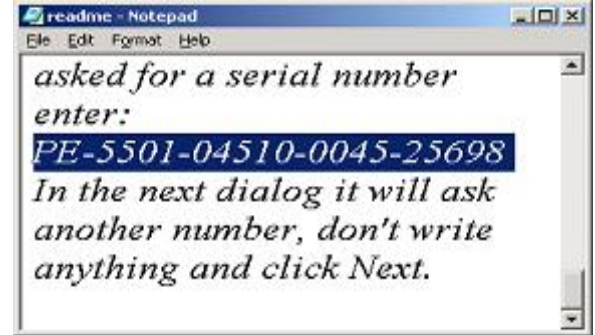 readme - Notepad
File Edit Format Help
asked for a serial number
enter:
PE-5501-04510-0045-25698
In the next dialog it will ask
another number, don't write
anything and click Next.